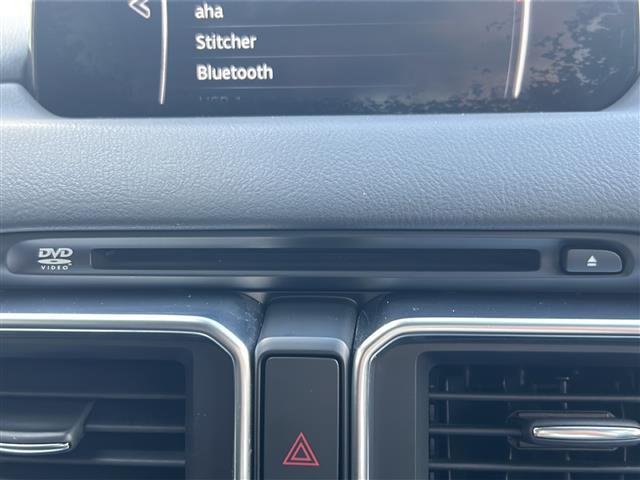 aha
Stitcher
Bluetooth
DVD
VIDEO